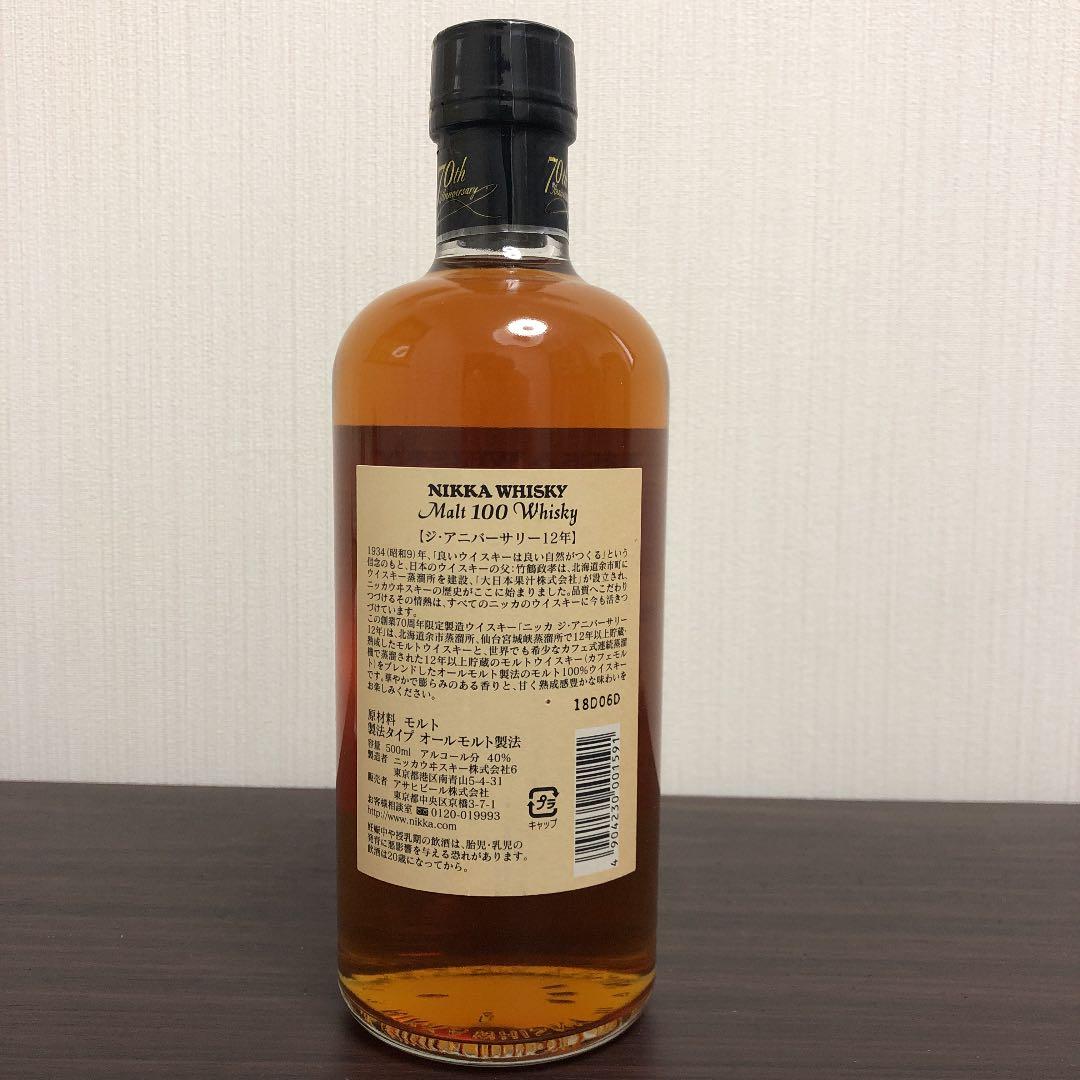 70th
Anniversary
70th
NIKKA WHISKY
Malt 100 Whisky
【ジ・アニバーサリー12年】
1934(昭和9)年、「良いウイスキーは良い自然がつくる」という
信念のもと、日本のウイスキーの父:竹鶴政孝は、北海道余市町に
ウイスキー蒸溜所を建設、「大日本果汁株式会社」が設立され、
ニッカウヰスキーの歴史がここに始まりました。品質へこだわり
つづけるその情熱は、すべてのニッカのウイスキーに今も活きつ
づけています。
この創業70周年限定製造ウイスキー「ニッカ ジ・アニバーサリー
12年」は、北海道余市蒸溜所、仙台宮城峡蒸溜所で12年以上貯蔵・
熟成したモルトウイスキーと、世界でも希少なカフェ式連続蒸溜
機で蒸溜された12年以上貯蔵のモルトウイスキー(カフェモル
ト)をブレンドしたオールモルト製法のモルト100%ウイスキー
です。華やかで膨らみのある香りと、甘く熟成感豊かな味わいを
お楽しみください。
18D06D
原材料 モルト
製法タイプ オールモルト製法
容量 500ml アルコール分 40%
製造者 ニッカウヰスキー株式会社6
東京都港区南青山5-4-31
販売者 アサヒビール株式会社
東京都中央区京橋3-7-1
お客様相談室 0120-019993
http://www.nikka.com
妊娠中や授乳期の飲酒は、胎児・乳児の
発育に悪影響を与える恐れがあります。
飲酒は20歳になってから。
プラ
キャップ
4 904230 001591